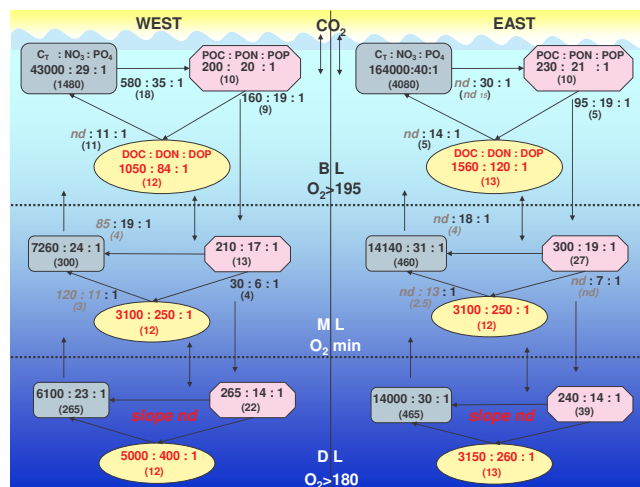 WEST
CO2
EAST
CT : NO3 : PO4
43000 : 29 : 1
(1480)
POC : PON : POP
200 : 20 : 1
(10)
580 : 35 : 1
(18)
160 : 19 : 1
(9)
nd : 11 : 1
(11)
DOC : DON : DOP
1050 : 84 : 1
(12)
CT : NO3 : PO4
164000:40:1
(4080)
POC : PON : POP
230 : 21 : 1
(10)
nd : 30 : 1
(nd 15)
95 : 19 : 1
(5)
nd : 14 : 1
(5)
DOC : DON : DOP
1560 : 120 : 1
(13)
B L
O2>195
85 : 19 : 1
(4)
7260 : 24 : 1
(300)
210 : 17 : 1
(13)
30 : 6 : 1
(4)
120 : 11 : 1
(3)
3100 : 250 : 1
(12)
nd : 18 : 1
(4)
14140 : 31 : 1
(460)
300 : 19 : 1
(27)
nd : 7 : 1
(nd)
nd : 13 : 1
(2.5)
3100 : 250 : 1
(12)
M L
O2 min
6100 : 23 : 1
(265)
265 : 14 : 1
(22)
slope nd
5000 : 400 : 1
(12)
14000 : 30 : 1
(465)
240 : 14 : 1
(39)
slope nd
3150 : 260 : 1
(13)
D L
O2>180